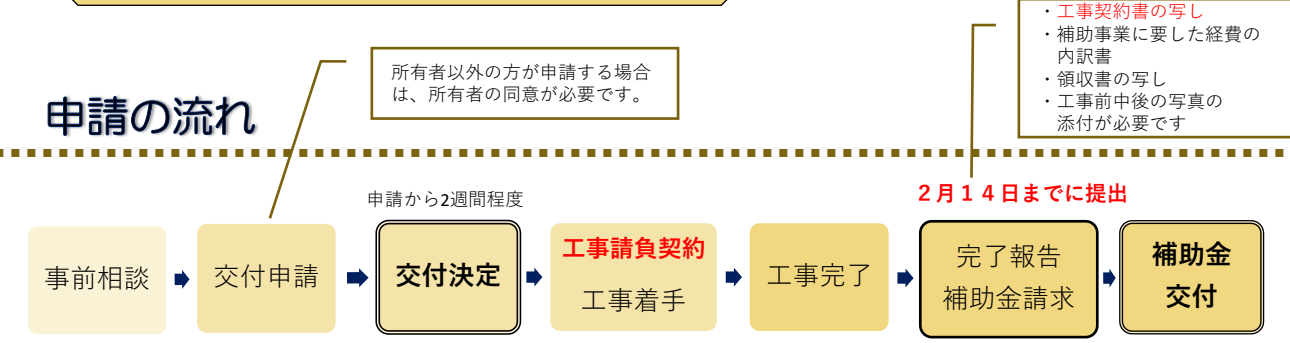 ・工事契約書の写し
・補助事業に要した経費の
内訳書
・領収書の写し
・工事前中後の写真の
添付が必要です
所有者以外の方が申請する場合
は、所有者の同意が必要です。
申請の流れ
申請から2週間程度
２月１４日までに提出
事前相談
交付申請
交付決定
工事請負契約
工事着手
工事完了
完了報告
補助金請求
補助金
交付